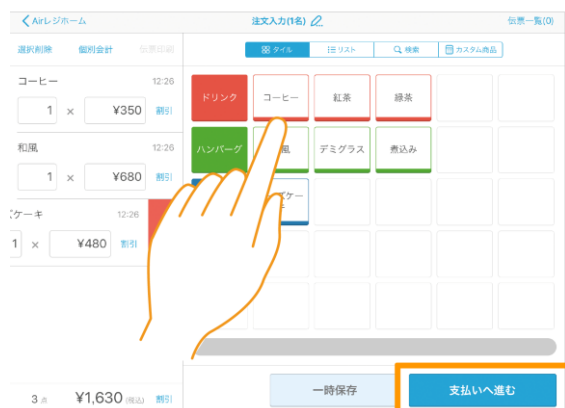 Airレジホーム
注文入力(1名)
伝票一覧(0)
選択削除 個別会計 伝票印刷
タイル リスト 検索 カスタム商品
コーヒー 12:26
1 × ¥350 割引
和風 12:26
1 × ¥680 割引
ズケーキ 12:26
1 × ¥480 割引
ドリンク コーヒー 紅茶 緑茶
ハンバーグ 風 デミグラス 煮込み
ズケー
キ
3 点 ¥1,630 (税込) 割引
一時保存
支払いへ進む